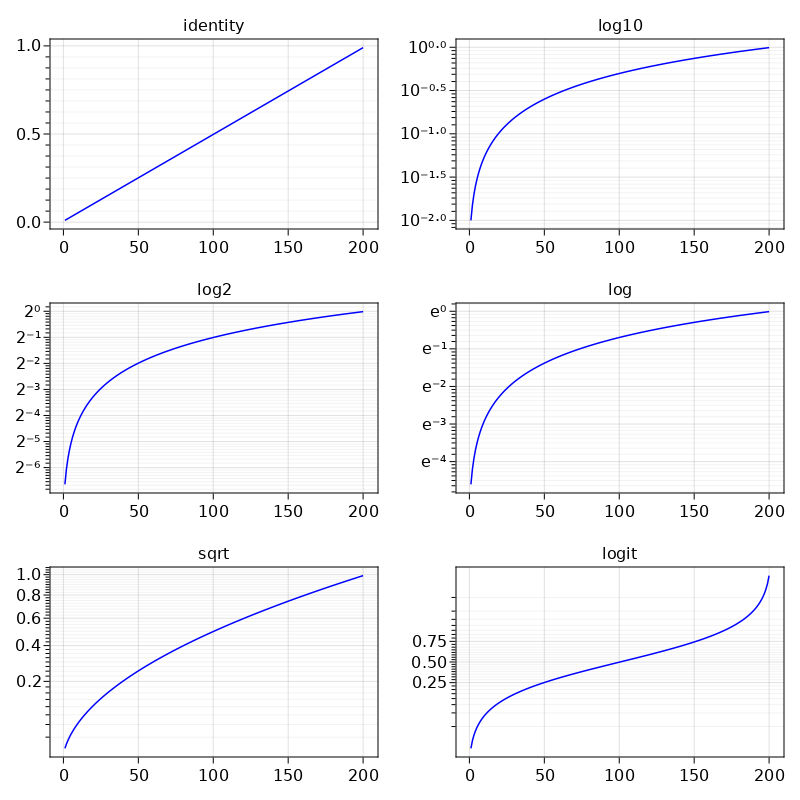 identity
log10
1.0
0.5
0.0
0 50 100 150 200
10⁰·⁰
10⁻⁰·⁵
10⁻¹·⁰
10⁻¹·⁵
10⁻²·⁰
0 50 100 150 200
log2
log
2⁰
2⁻¹
2⁻²
2⁻³
2⁻⁴
2⁻⁵
2⁻⁶
0 50 100 150 200
e⁰
e⁻¹
e⁻²
e⁻³
e⁻⁴
0 50 100 150 200
sqrt
logit
1.0
0.8
0.6
0.4
0.2
0 50 100 150 200
0.75
0.50
0.25
0 50 100 150 200